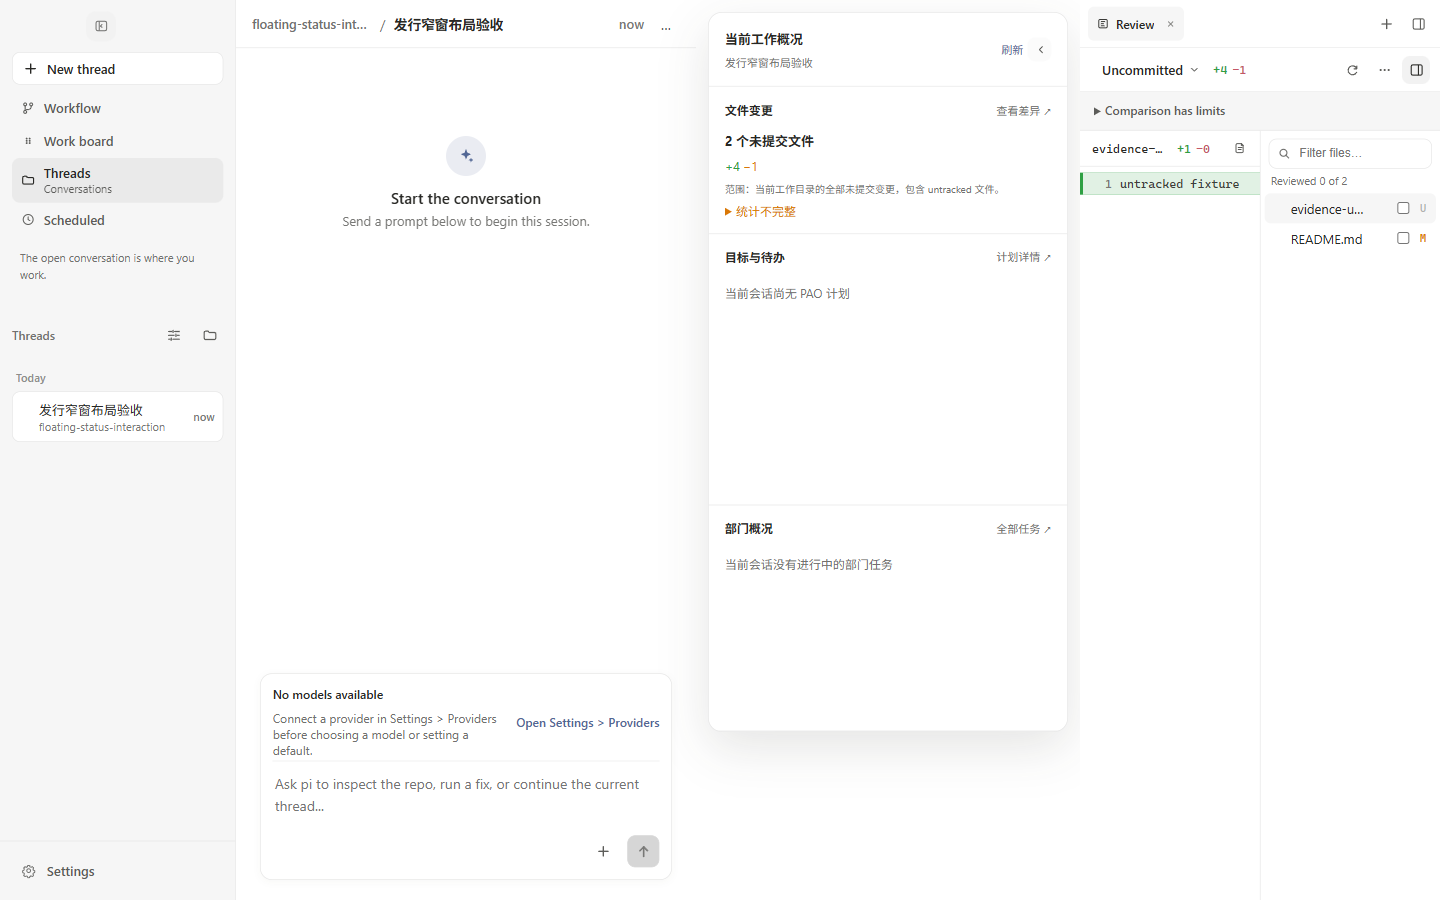 New thread
Workflow
Work board
Threads
Conversations
Scheduled
The open conversation is where you
work.
Threads
Today
发行窄窗布局验收
now
floating-status-interaction
Settings
floating-status-int... / 发行窄窗布局验收
now ...
Start the conversation
Send a prompt below to begin this session.
No models available
Connect a provider in Settings > Providers
before choosing a model or setting a
default.
Open Settings > Providers
Ask pi to inspect the repo, run a fix, or continue the current
thread...
当前工作概况
发行窄窗布局验收
刷新
文件变更
查看差异 ↗
2 个未提交文件
+4 −1
范围：当前工作目录的全部未提交变更，包含 untracked 文件。
统计不完整
目标与待办
计划详情 ↗
当前会话尚无 PAO 计划
部门概况
全部任务 ↗
当前会话没有进行中的部门任务
Review ×
Uncommitted +4 −1
Comparison has limits
evidence-… +1 −0
1 untracked fixture
Filter files…
Reviewed 0 of 2
evidence-u... U
README.md M